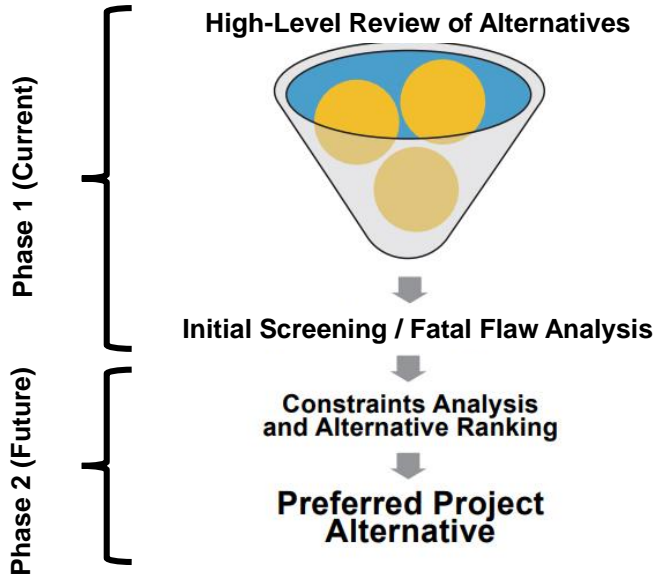 High-Level Review of Alternatives
Phase 1 (Current)
Initial Screening / Fatal Flaw Analysis
Phase 2 (Future)
Constraints Analysis
and Alternative Ranking
Preferred Project
Alternative